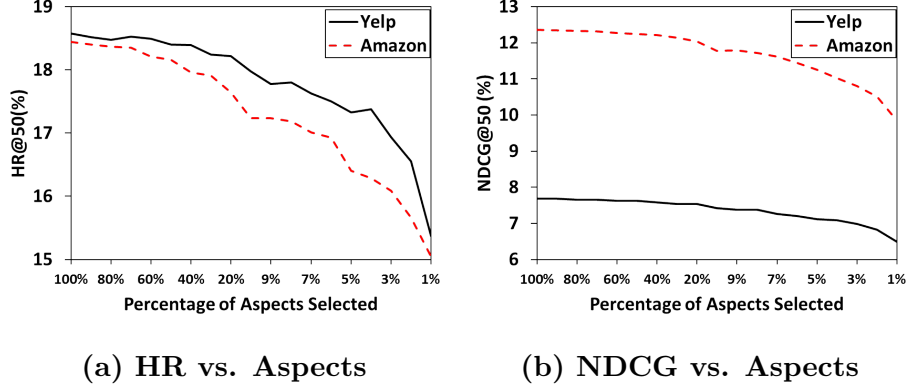 19
18
17
16
15
HR@50(%)
Yelp
Amazon
100% 80% 60% 40% 20% 9% 7% 5% 3% 1%
Percentage of Aspects Selected
(a) HR vs. Aspects
13
12
11
10
9
8
7
6
NDCG@50 (%)
Yelp
Amazon
100% 80% 60% 40% 20% 9% 7% 5% 3% 1%
Percentage of Aspects Selected
(b) NDCG vs. Aspects